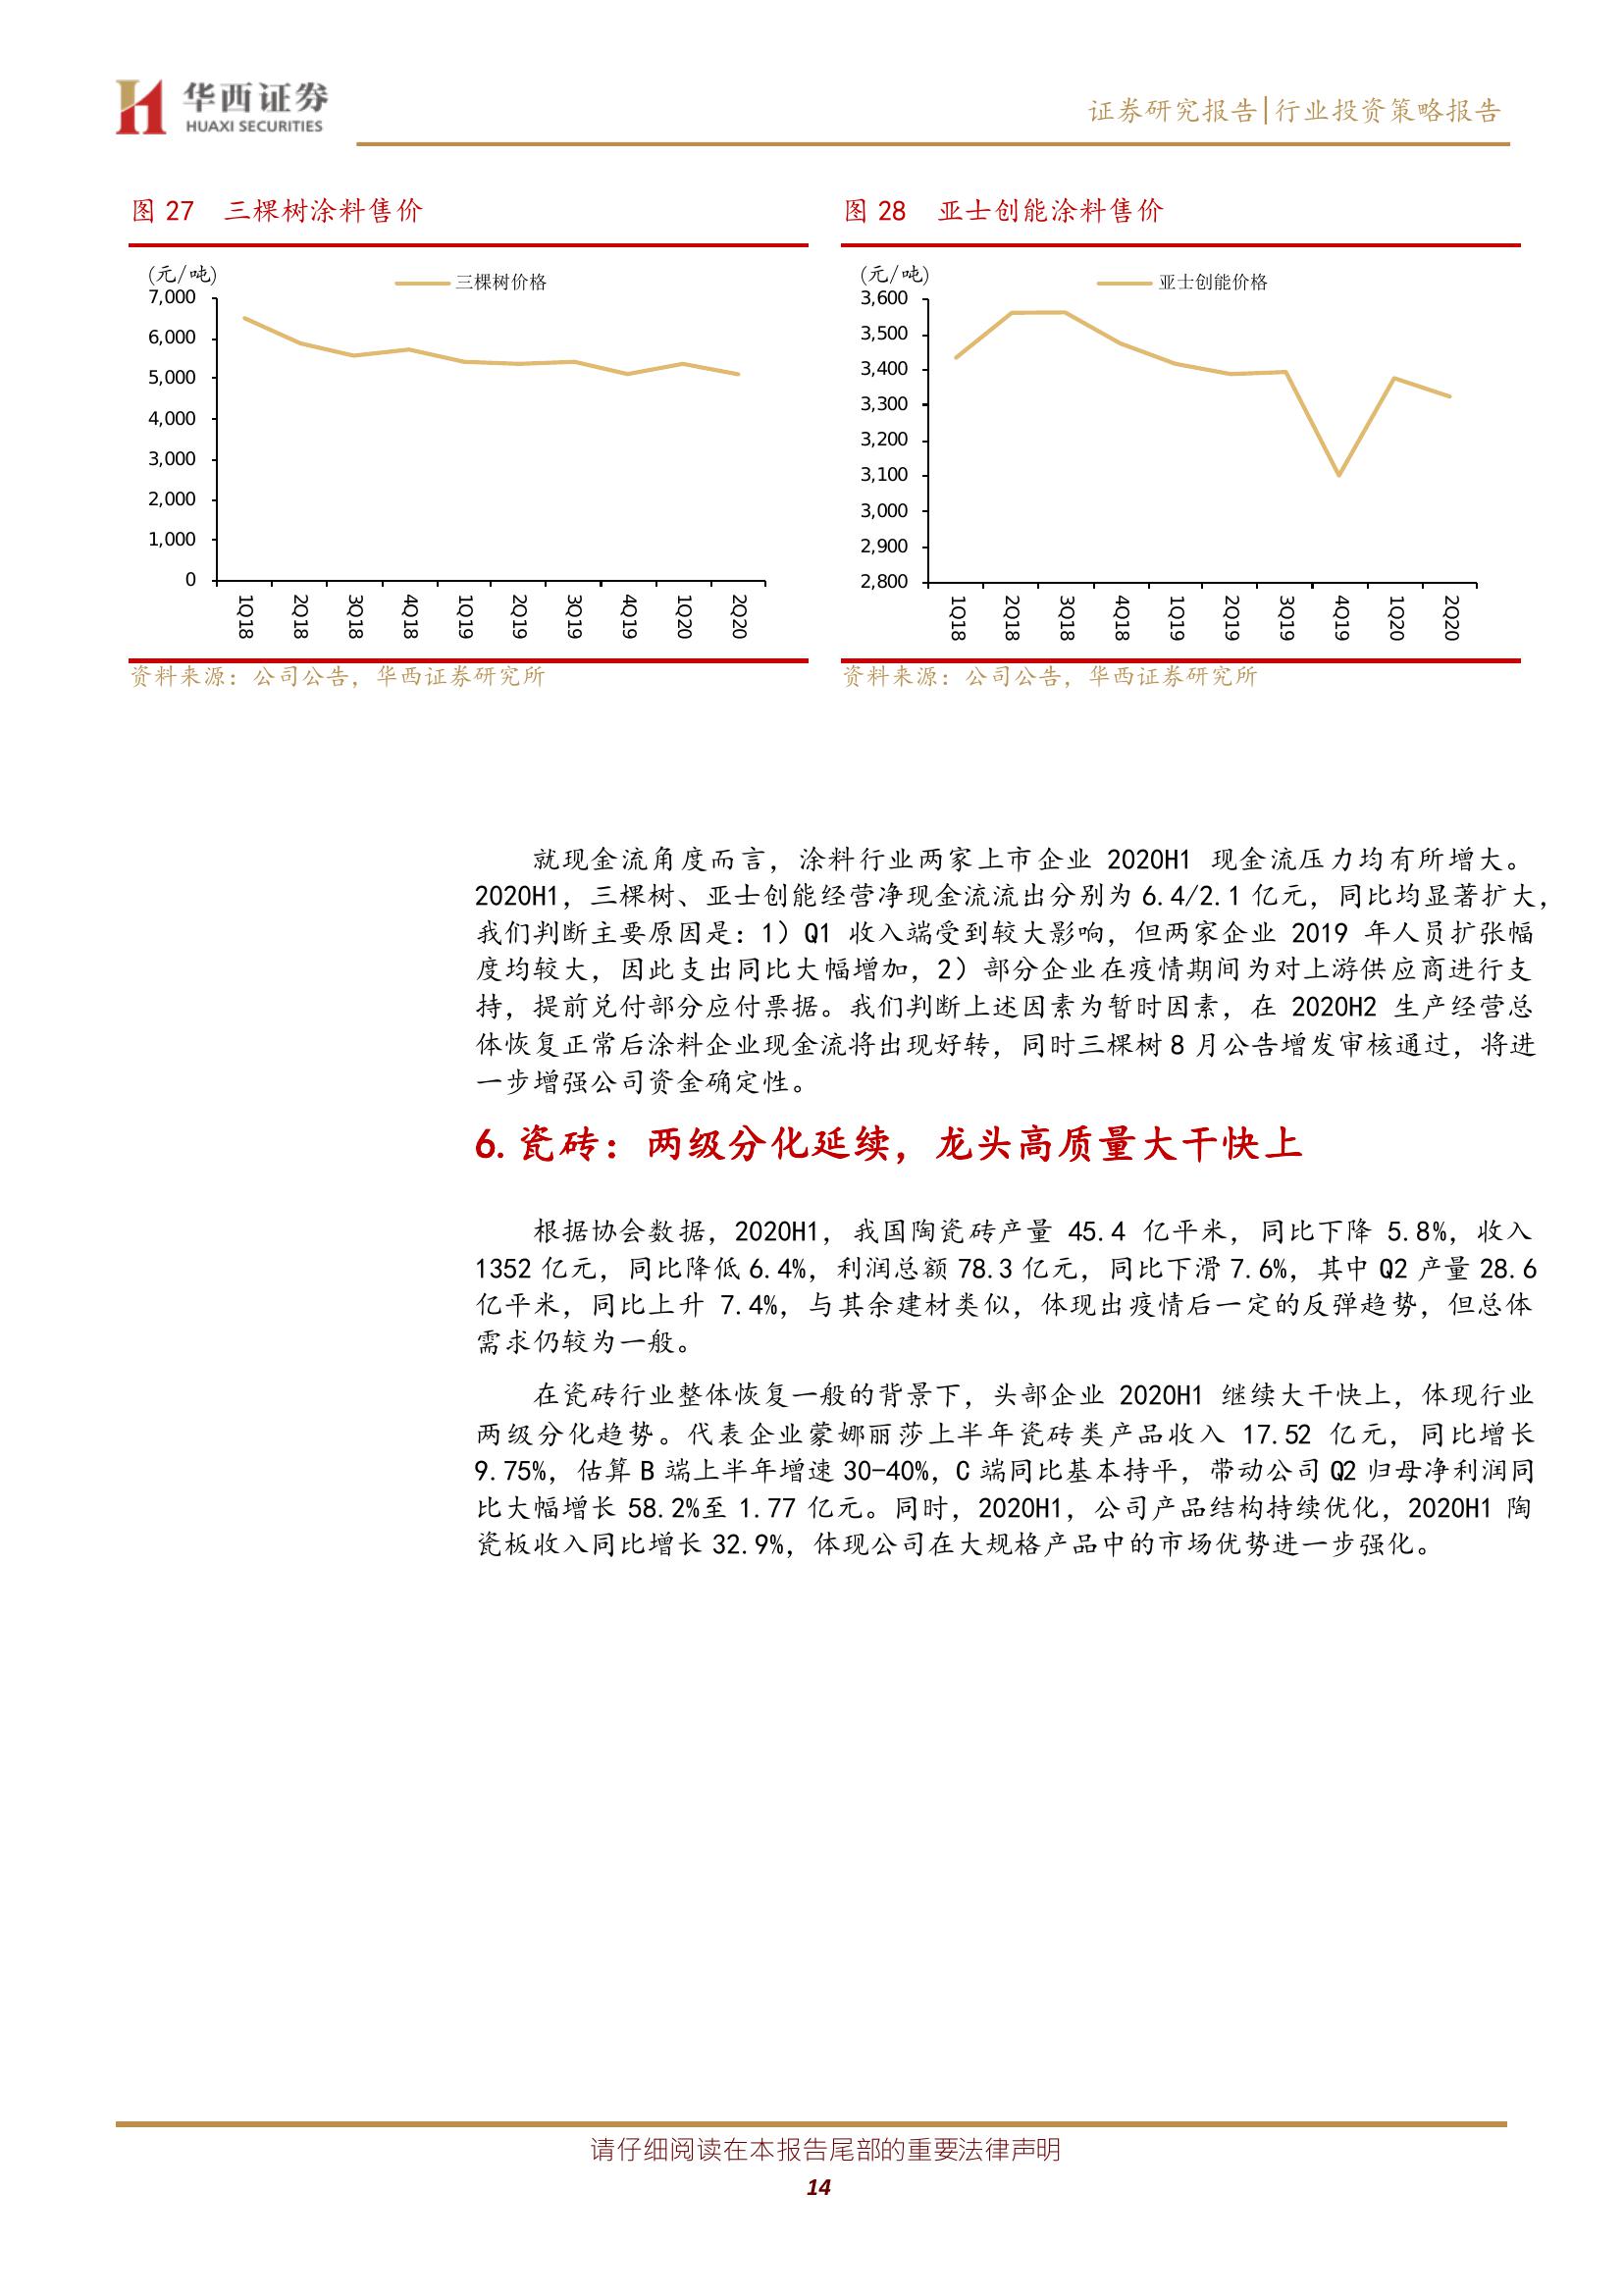 华西证券
HUAXI SECURITIES
证券研究报告|行业投资策略报告
图 27 三棵树涂料售价
(元/吨)
三棵树价格
7,000
6,000
5,000
4,000
3,000
2,000
1,000
0
1Q18
2Q18
3Q18
4Q18
1Q19
2Q19
3Q19
4Q19
1Q20
2Q20
资料来源：公司公告，华西证券研究所
图 28 亚士创能涂料售价
(元/吨)
亚士创能价格
3,600
3,500
3,400
3,300
3,200
3,100
3,000
2,900
2,800
1Q18
2Q18
3Q18
4Q18
1Q19
2Q19
3Q19
4Q19
1Q20
2Q20
资料来源：公司公告，华西证券研究所
就现金流角度而言，涂料行业两家上市企业 2020H1 现金流压力均有所增大。
2020H1，三棵树、亚士创能经营净现金流流出分别为 6.4/2.1 亿元，同比均显著扩大，
我们判断主要原因是：1）Q1 收入端受到较大影响，但两家企业 2019 年人员扩张幅
度均较大，因此支出同比大幅增加，2）部分企业在疫情期间为对上游供应商进行支
持，提前兑付部分应付票据。我们判断上述因素为暂时因素，在 2020H2 生产经营总
体恢复正常后涂料企业现金流将出现好转，同时三棵树 8 月公告增发审核通过，将进
一步增强公司资金确定性。
6.瓷砖：两级分化延续，龙头高质量大干快上
根据协会数据，2020H1，我国陶瓷砖产量 45.4 亿平米，同比下降 5.8%，收入
1352 亿元，同比降低 6.4%，利润总额 78.3 亿元，同比下滑 7.6%，其中 Q2 产量 28.6
亿平米，同比上升 7.4%，与其余建材类似，体现出疫情后一定的反弹趋势，但总体
需求仍较为一般。
在瓷砖行业整体恢复一般的背景下，头部企业 2020H1 继续大干快上，体现行业
两级分化趋势。代表企业蒙娜丽莎上半年瓷砖类产品收入 17.52 亿元，同比增长
9.75%，估算 B 端上半年增速 30-40%，C 端同比基本持平，带动公司 Q2 归母净利润同
比大幅增长 58.2%至 1.77 亿元。同时，2020H1，公司产品结构持续优化，2020H1 陶
瓷板收入同比增长 32.9%，体现公司在大规格产品中的市场优势进一步强化。
请仔细阅读在本报告尾部的重要法律声明
14